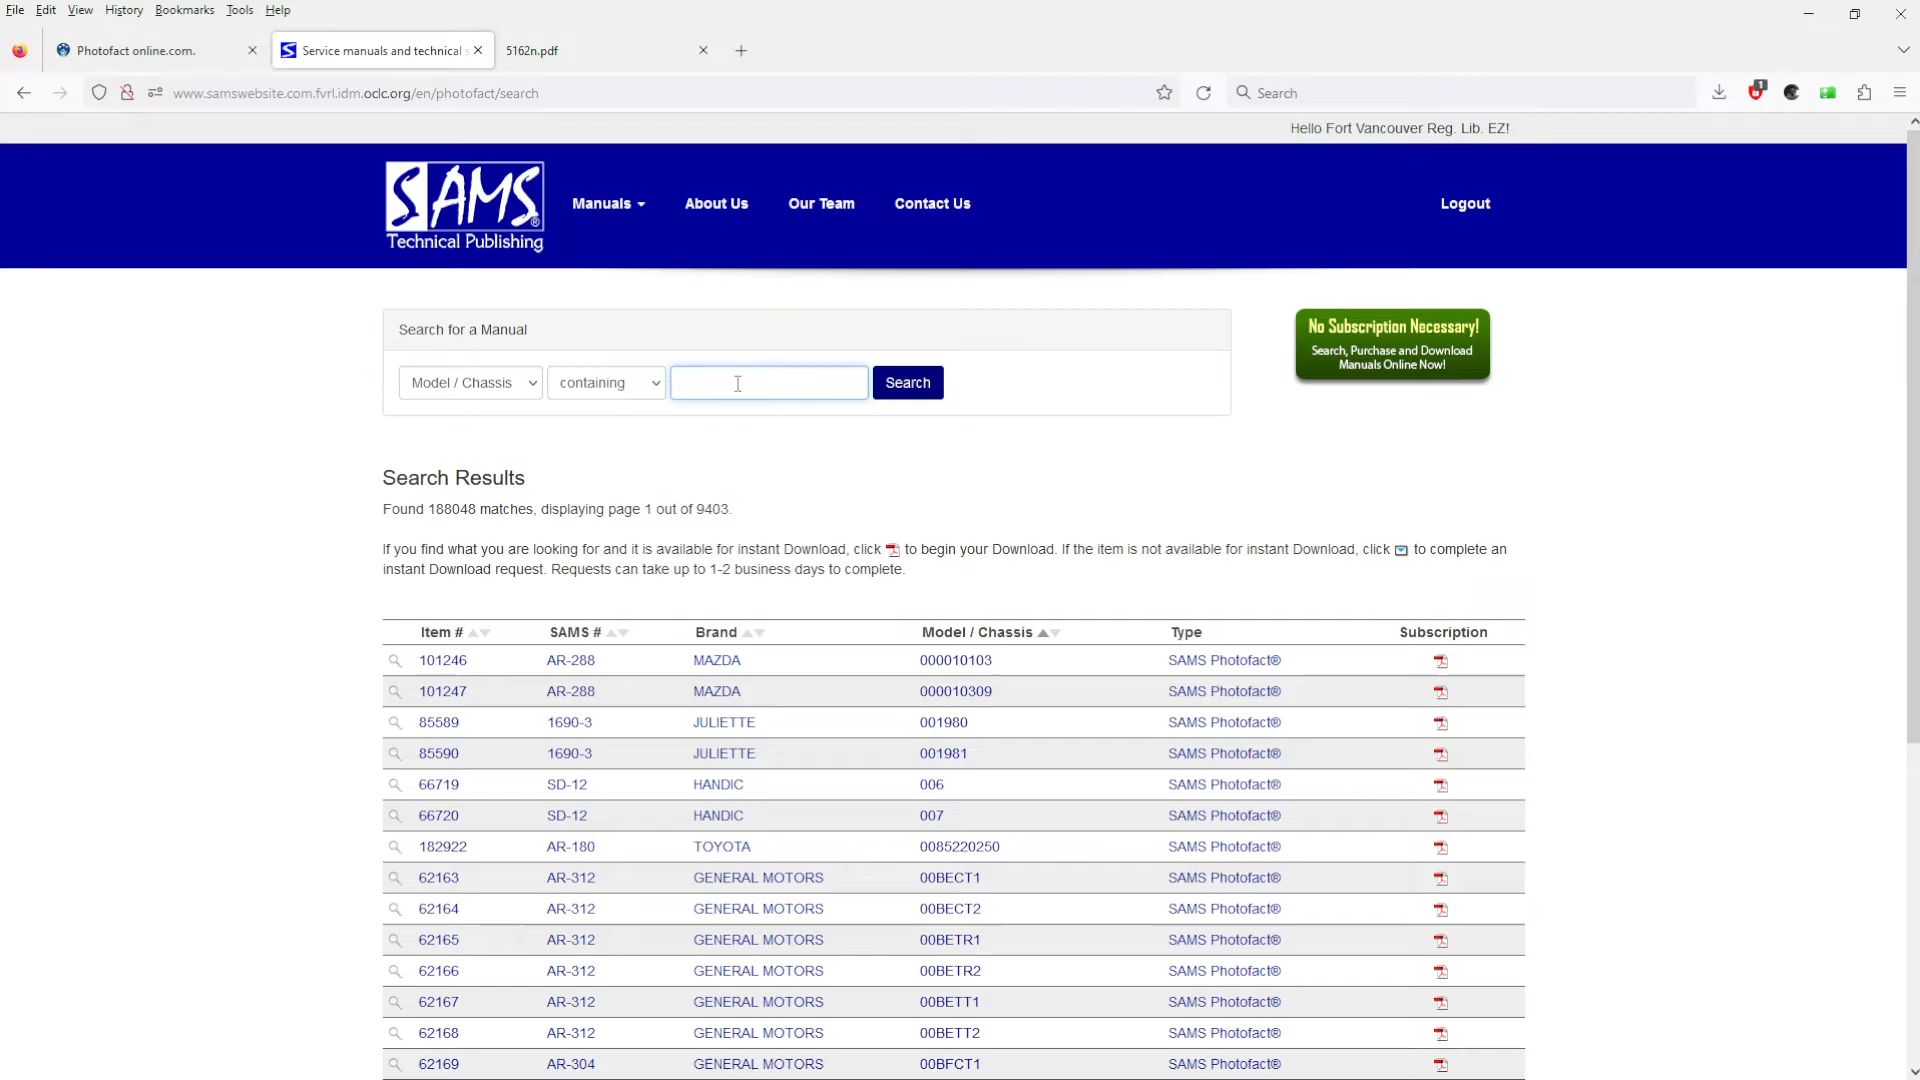 File Edit View History Bookmarks Tools Help
Photofact online.com.
Service manuals and technical s
5162n.pdf
www.samswebsite.com.fvrl.idm.oclc.org/en/photofact/search
Search
1
Hello Fort Vancouver Reg. Lib. EZ!
SAMS®
Technical Publishing
Manuals About Us Our Team Contact Us Logout
Search for a Manual
Model / Chassis containing Search
No Subscription Necessary!
Search, Purchase and Download
Manuals Online Now!
Search Results
Found 188048 matches, displaying page 1 out of 9403.
If you find what you are looking for and it is available for instant Download, click to begin your Download. If the item is not available for instant Download, click to complete an
instant Download request. Requests can take up to 1-2 business days to complete.
Item # SAMS # Brand Model / Chassis Type Subscription
101246 AR-288 MAZDA 000010103 SAMS Photofact®
101247 AR-288 MAZDA 000010309 SAMS Photofact®
85589 1690-3 JULIETTE 001980 SAMS Photofact®
85590 1690-3 JULIETTE 001981 SAMS Photofact®
66719 SD-12 HANDIC 006 SAMS Photofact®
66720 SD-12 HANDIC 007 SAMS Photofact®
182922 AR-180 TOYOTA 0085220250 SAMS Photofact®
62163 AR-312 GENERAL MOTORS 00BECT1 SAMS Photofact®
62164 AR-312 GENERAL MOTORS 00BECT2 SAMS Photofact®
62165 AR-312 GENERAL MOTORS 00BETR1 SAMS Photofact®
62166 AR-312 GENERAL MOTORS 00BETR2 SAMS Photofact®
62167 AR-312 GENERAL MOTORS 00BETT1 SAMS Photofact®
62168 AR-312 GENERAL MOTORS 00BETT2 SAMS Photofact®
62169 AR-304 GENERAL MOTORS 00BFCT1 SAMS Photofact®